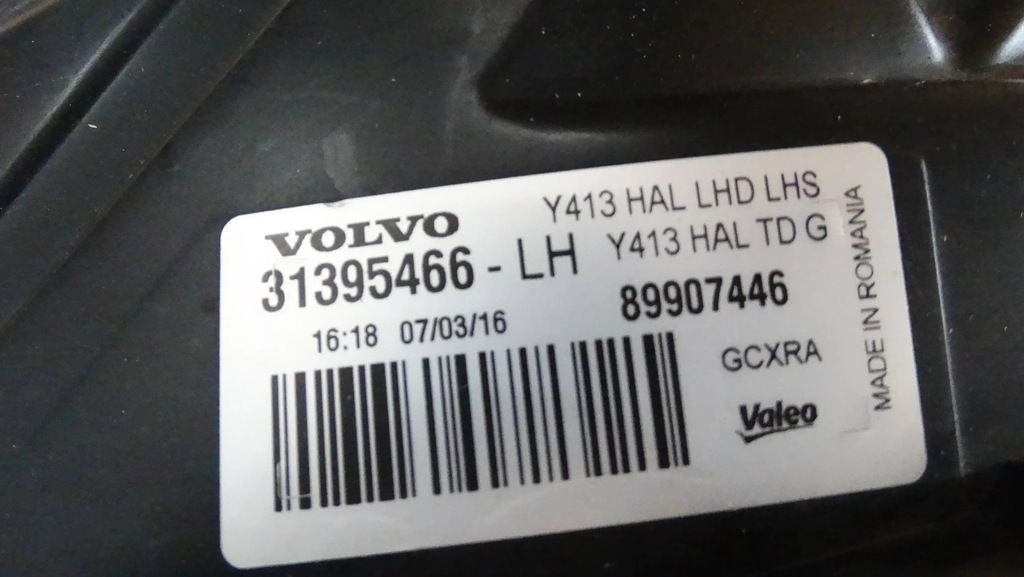 VOLVO
Y413 HAL LHD LHS
31395466 - LH
Y413 HAL TD G
16:18 07/03/16
89907446
GCXRA
Valeo
MADE IN ROMANIA